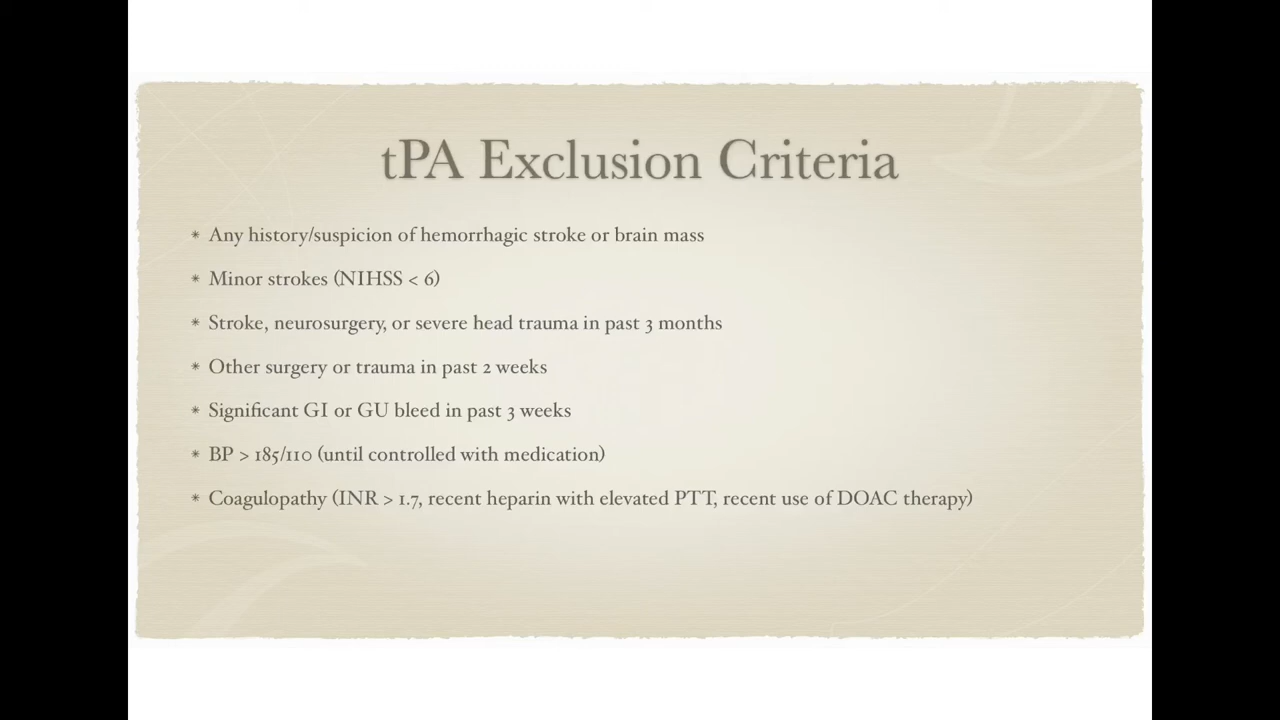 tPA Exclusion Criteria
* Any history/suspicion of hemorrhagic stroke or brain mass
* Minor strokes (NIHSS < 6)
* Stroke, neurosurgery, or severe head trauma in past 3 months
* Other surgery or trauma in past 2 weeks
* Significant GI or GU bleed in past 3 weeks
* BP > 185/110 (until controlled with medication)
* Coagulopathy (INR > 1.7, recent heparin with elevated PTT, recent use of DOAC therapy)